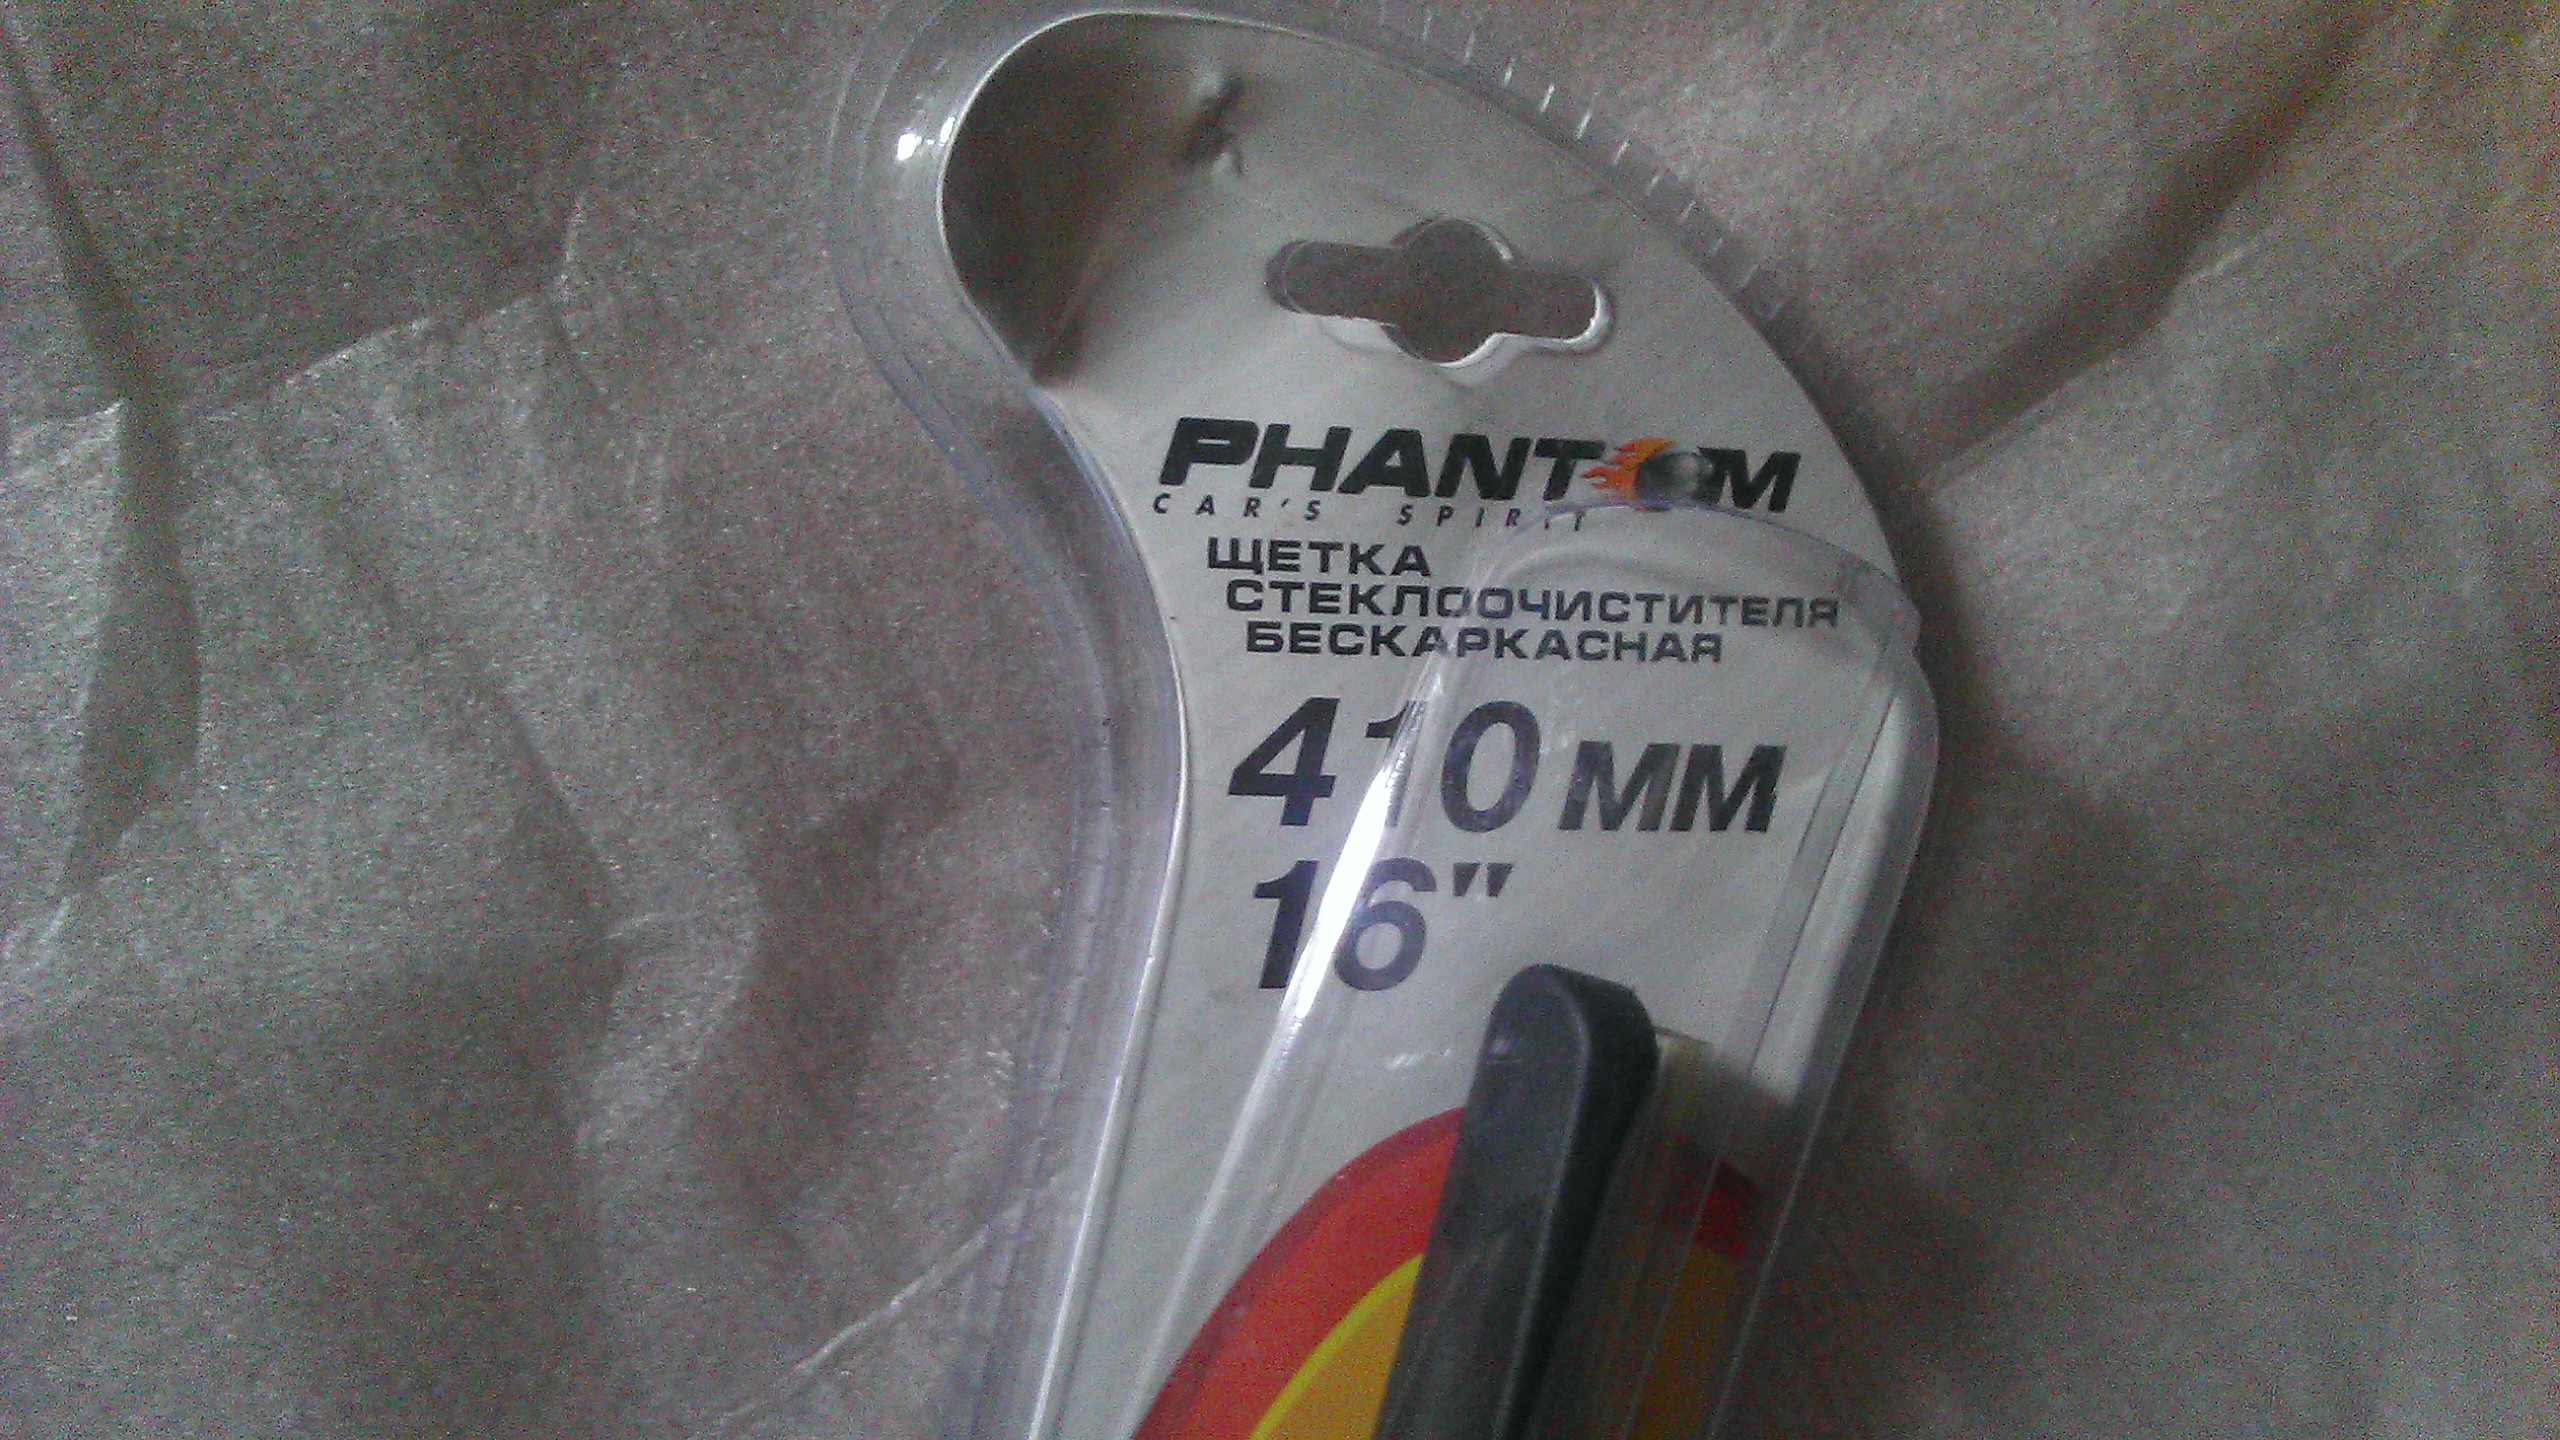 PHANTOM
CAR'S SPIRIT
ЩЕТКА
СТЕКЛООЧИСТИТЕЛЯ
БЕСКАРКАСНАЯ
410 ММ
16"